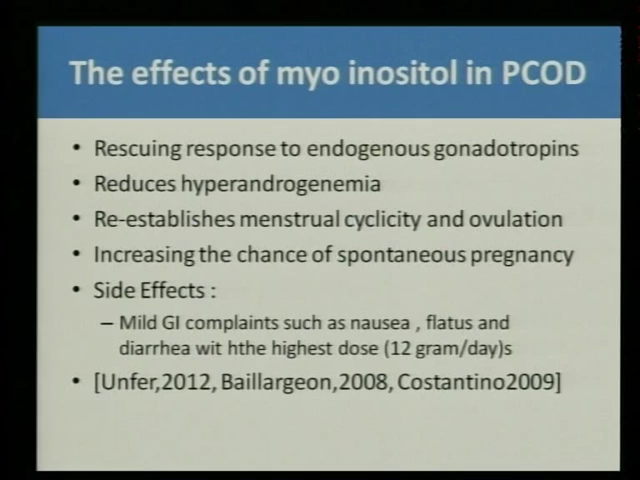 The effects of myo inositol in PCOD
• Rescuing response to endogenous gonadotropins
• Reduces hyperandrogenemia
• Re-establishes menstrual cyclicity and ovulation
• Increasing the chance of spontaneous pregnancy
• Side Effects :
– Mild GI complaints such as nausea , flatus and
diarrhea wit hthe highest dose (12 gram/day)s
• [Unfer,2012, Baillargeon,2008, Costantino2009]